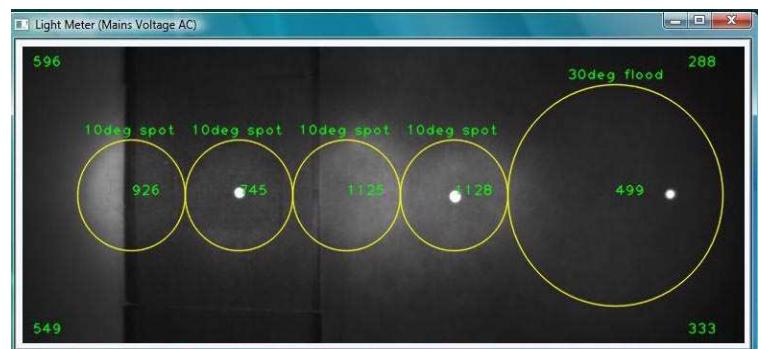 Light Meter (Mains Voltage AC)
596 288
30deg flood
10deg spot 10deg spot 10deg spot 10deg spot
926 745 1125 1128 499
549 333